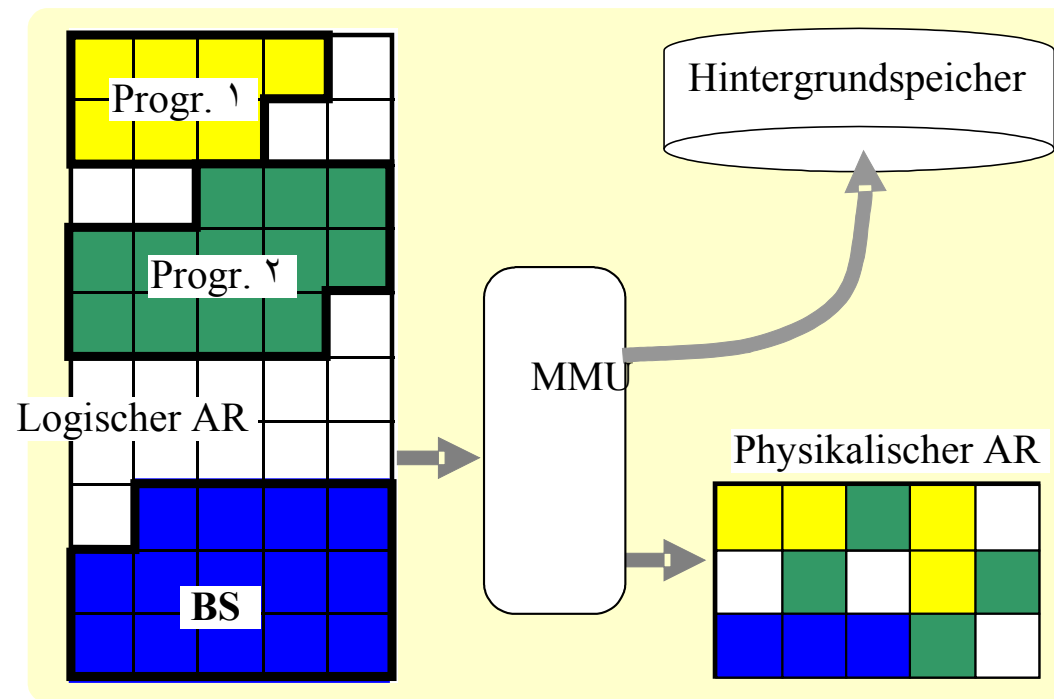 Progr. ١
Hintergrundspeicher
Progr. ٢
MMU
Logischer AR
Physikalischer AR
BS